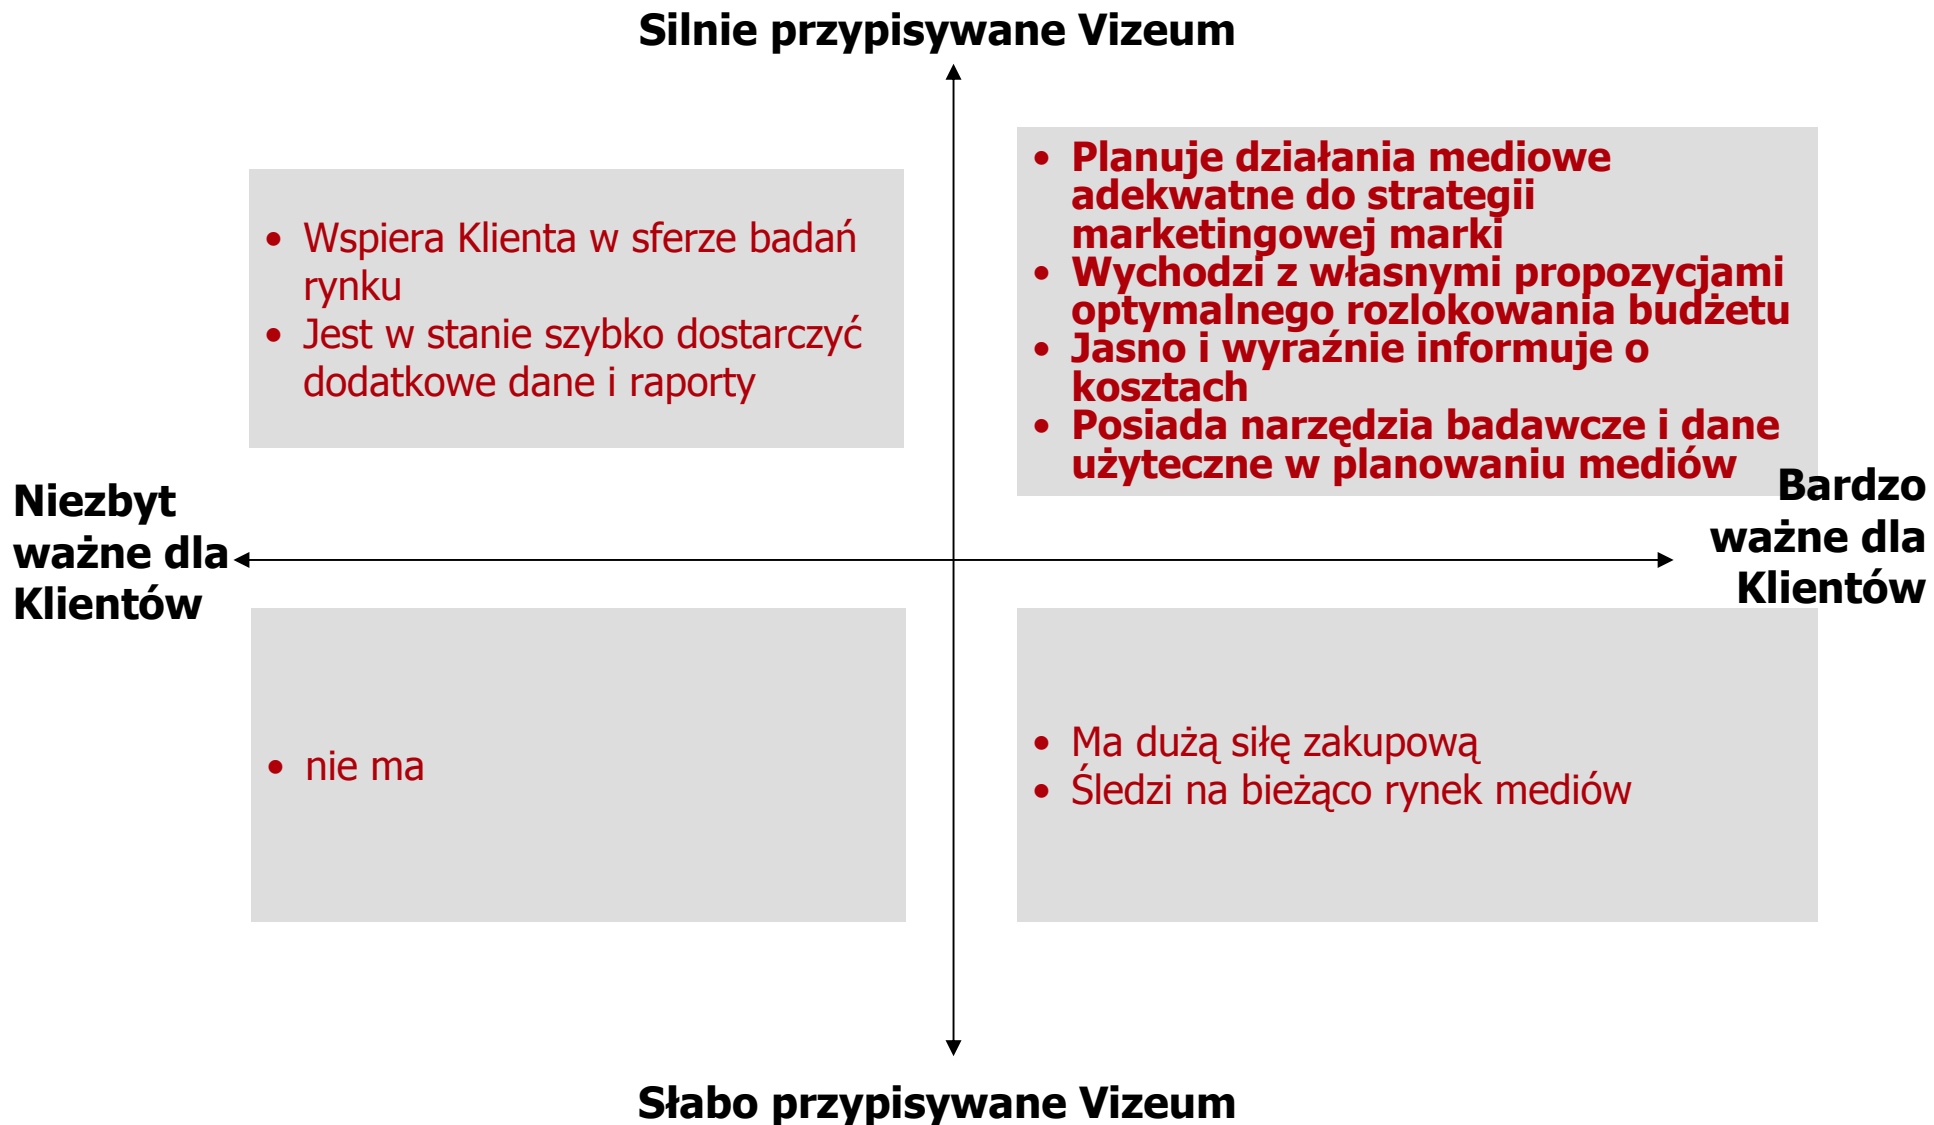 Silnie przypisywane Vizeum
• Wspiera Klienta w sferze badań
rynku
• Jest w stanie szybko dostarczyć
dodatkowe dane i raporty
• Planuje działania mediowe
adekwatne do strategii
marketingowej marki
• Wychodzi z własnymi propozycjami
optymalnego rozlokowania budżetu
• Jasno i wyraźnie informuje o
kosztach
• Posiada narzędzia badawcze i dane
użyteczne w planowaniu mediów
Niezbyt
ważne dla
Klientów
Bardzo
ważne dla
Klientów
• nie ma
• Ma dużą siłę zakupową
• Śledzi na bieżąco rynek mediów
Słabo przypisywane Vizeum